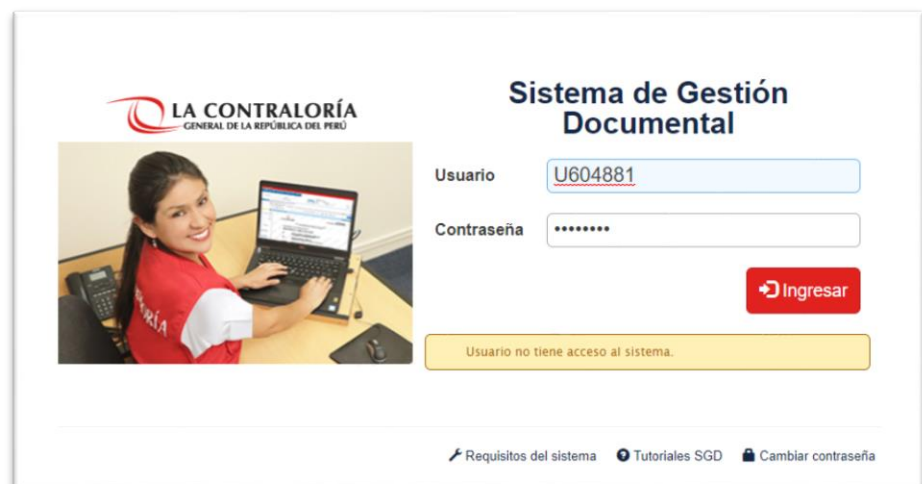 LA CONTRALORÍA
GENERAL DE LA REPÚBLICA DEL PERÚ
Sistema de Gestión
Documental
Usuario
U604881
Contraseña
••••••••
Ingresar
Usuario no tiene acceso al sistema.
Requisitos del sistema
Tutoriales SGD
Cambiar contraseña